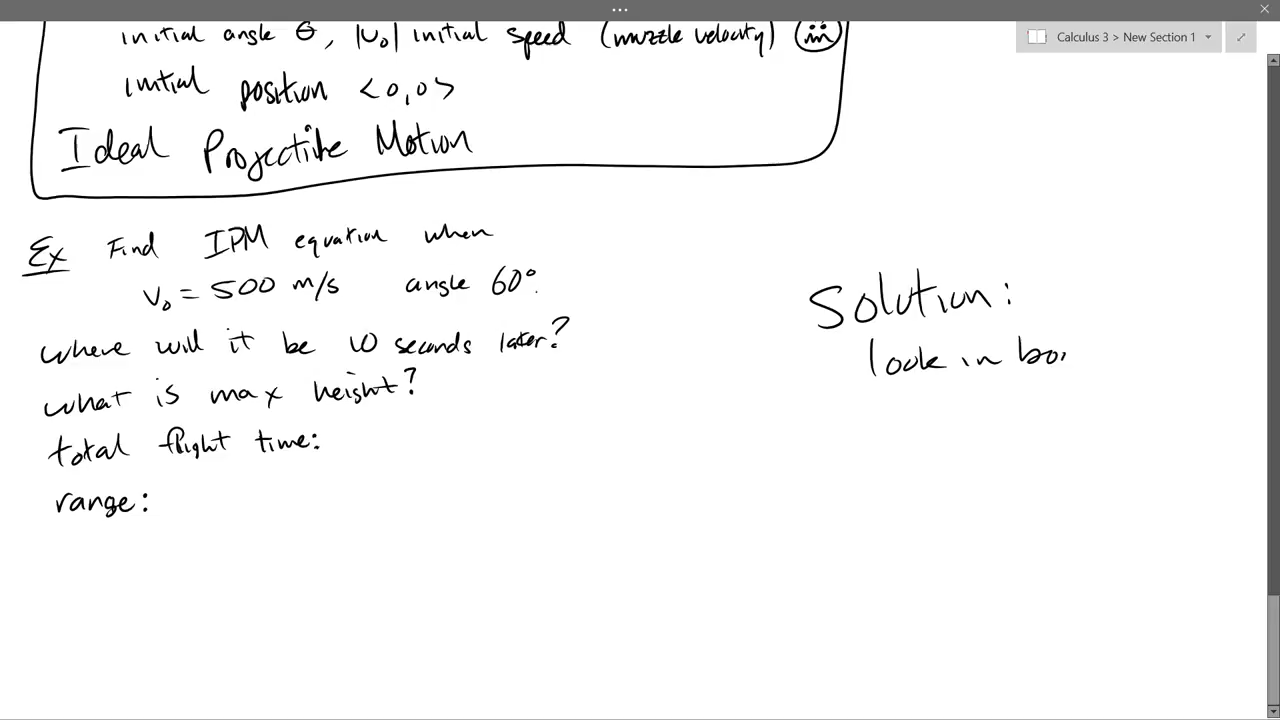 Calculus 3 > New Section 1
initial angle θ, |v₀| initial speed (muzzle velocity)
initial position <0,0>
Ideal Projectile Motion
Ex Find IPM equation when
v₀ = 500 m/s angle 60°.
where will it be 10 seconds later?
what is max height?
total flight time:
range:
Solution:
look in bo